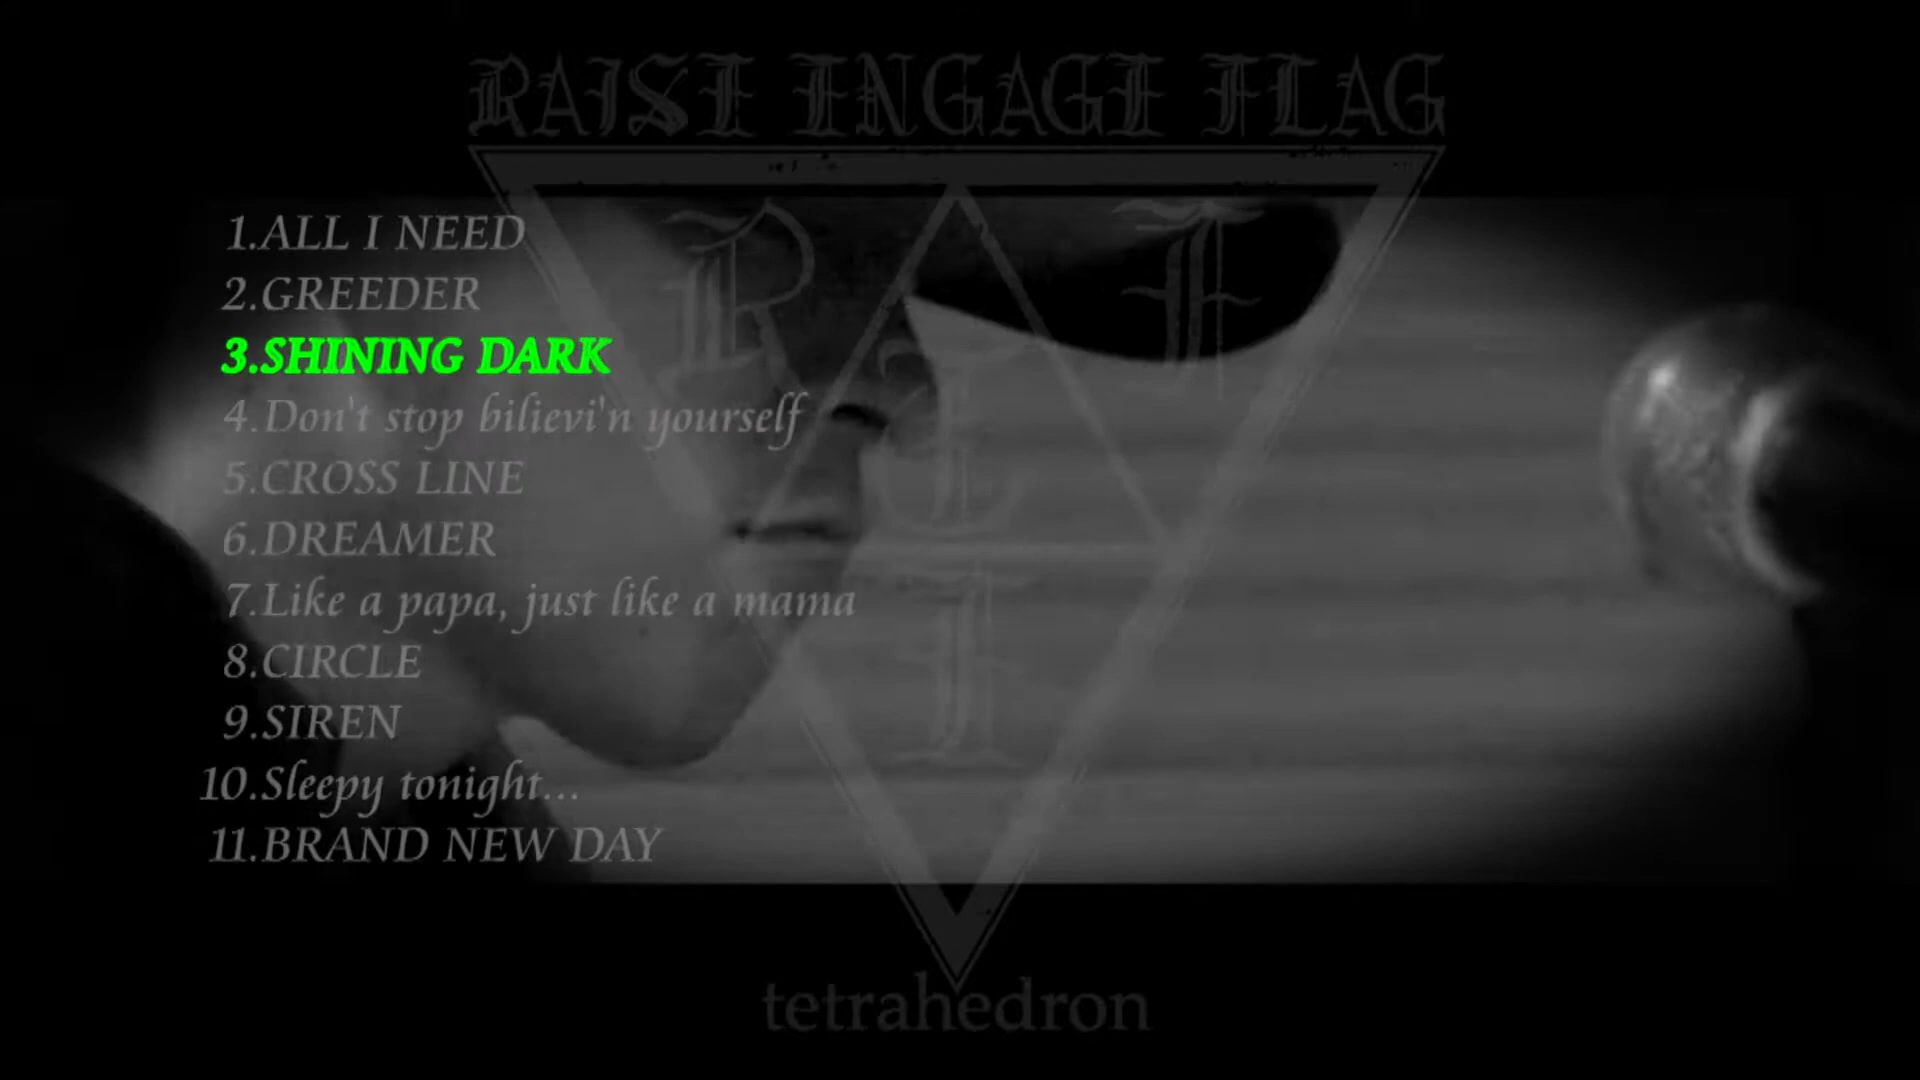 RAISE ENGAGE FLAG
R F
E
F
1.ALL I NEED
2.GREEDER
3.SHINING DARK
4.Don't stop bilievi'n yourself
5.CROSS LINE
6.DREAMER
7.Like a papa, just like a mama
8.CIRCLE
9.SIREN
10.Sleepy tonight...
11.BRAND NEW DAY
tetrahedron